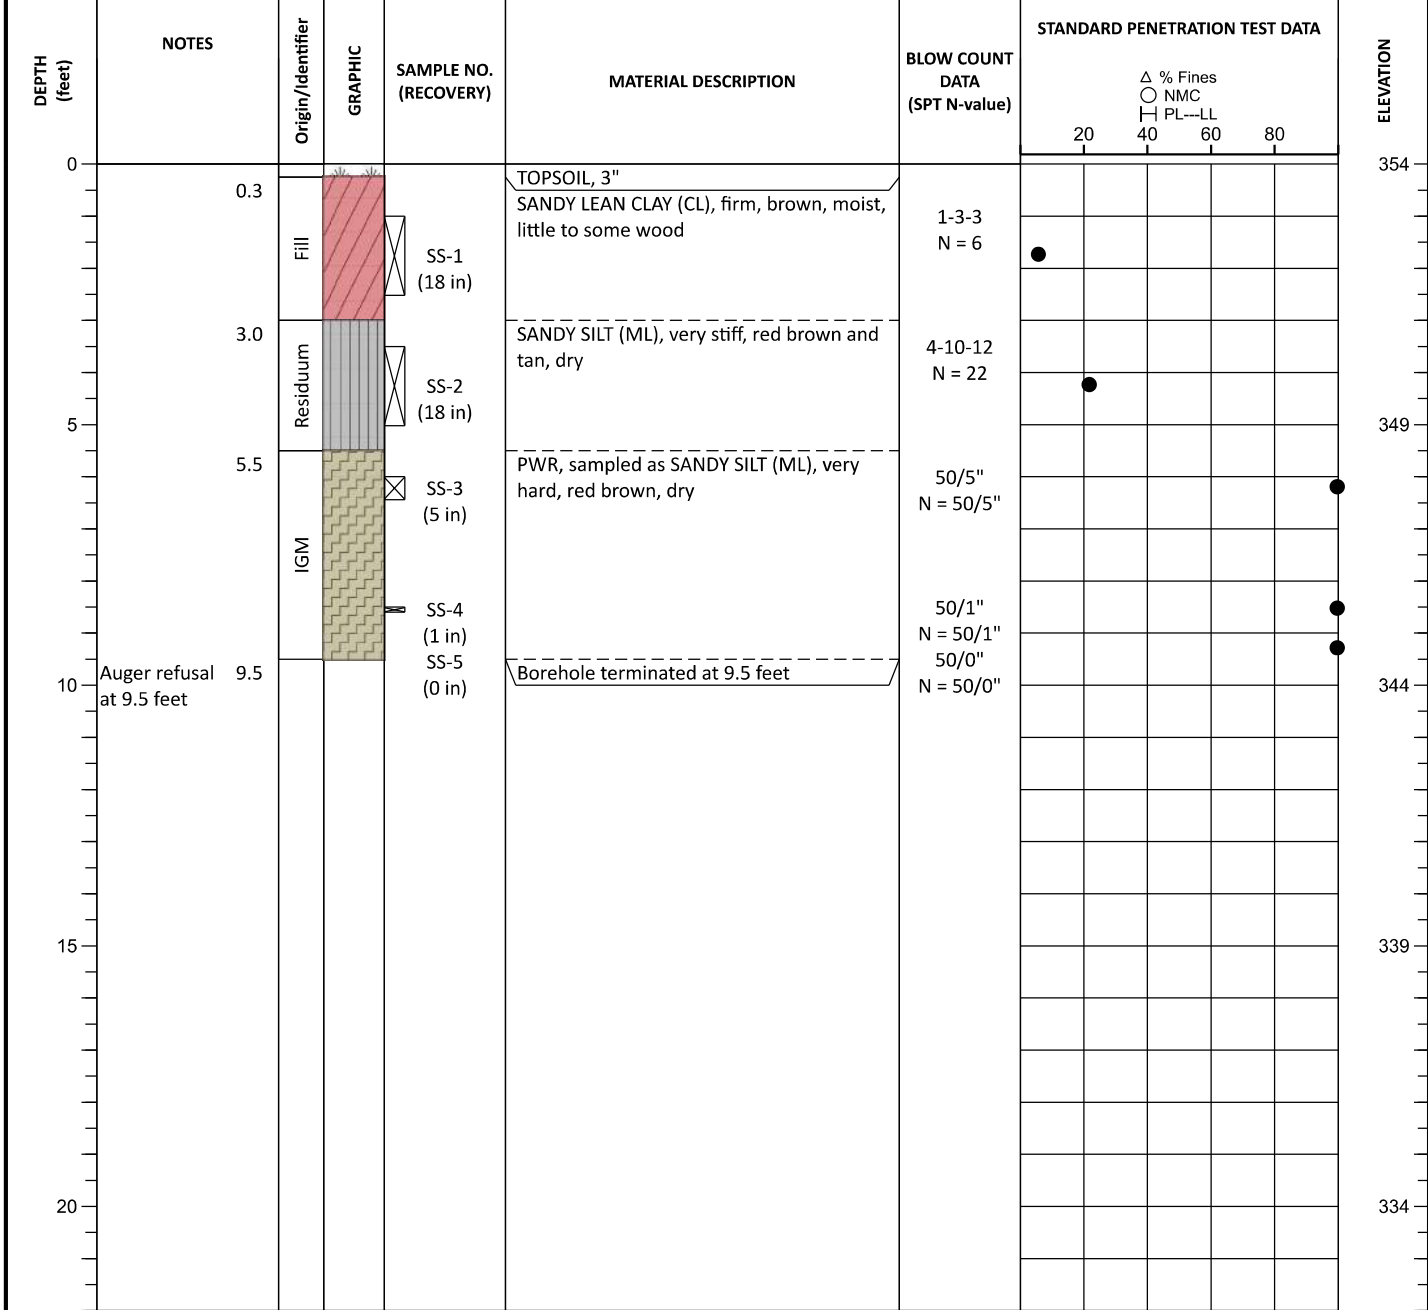 DEPTH
(feet)
NOTES
Origin/Identifier
GRAPHIC
SAMPLE NO.
(RECOVERY)
MATERIAL DESCRIPTION
BLOW COUNT
DATA
(SPT N-value)
STANDARD PENETRATION TEST DATA
△ % Fines
○ NMC
PL---LL
20 40 60 80
ELEVATION
0
354
TOPSOIL, 3"
0.3
SANDY LEAN CLAY (CL), firm, brown, moist,
little to some wood
Fill
SS-1
(18 in)
1-3-3
N = 6
3.0
SANDY SILT (ML), very stiff, red brown and
tan, dry
Residuum
SS-2
(18 in)
4-10-12
N = 22
5
349
5.5
PWR, sampled as SANDY SILT (ML), very
hard, red brown, dry
IGM
SS-3
(5 in)
50/5"
N = 50/5"
SS-4
(1 in)
50/1"
N = 50/1"
SS-5
(0 in)
50/0"
N = 50/0"
Auger refusal
at 9.5 feet
9.5
Borehole terminated at 9.5 feet
10
344
15
339
20
334